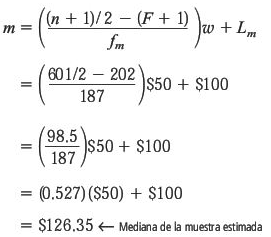 m = (((n + 1)/2 − (F + 1))/f_m)w + L_m
= ((601/2 − 202)/187)$50 + $100
= (98.5/187)$50 + $100
= (0.527)($50) + $100
= $126.35 ← Mediana de la muestra estimada